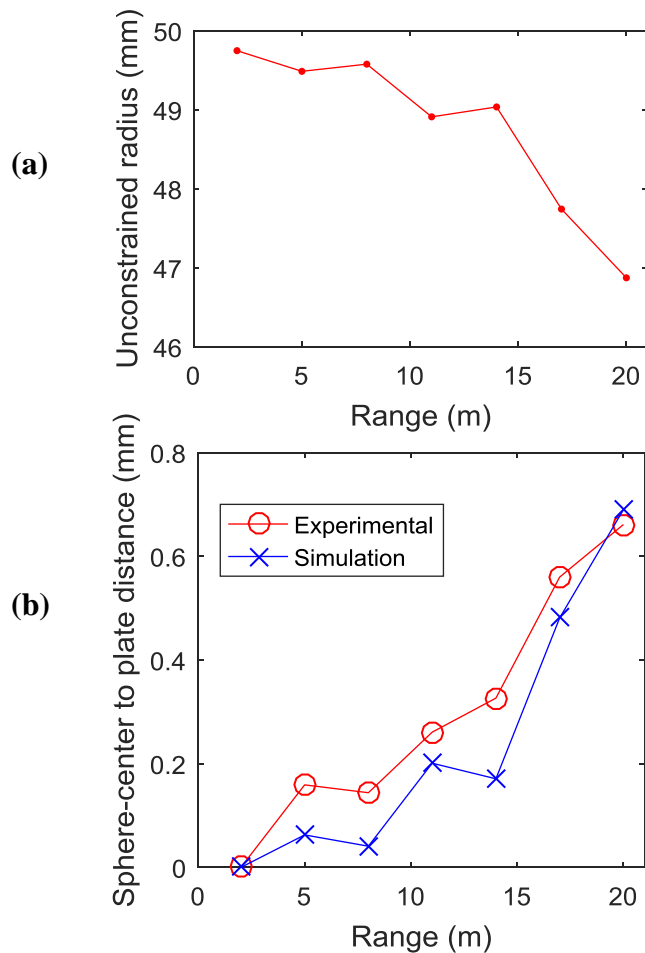 (a)
Unconstrained radius (mm)
50
49
48
47
46
0 5 10 15 20
Range (m)
(b)
Sphere-center to plate distance (mm)
0.8
0.6
0.4
0.2
0
Experimental
Simulation
0 5 10 15 20
Range (m)